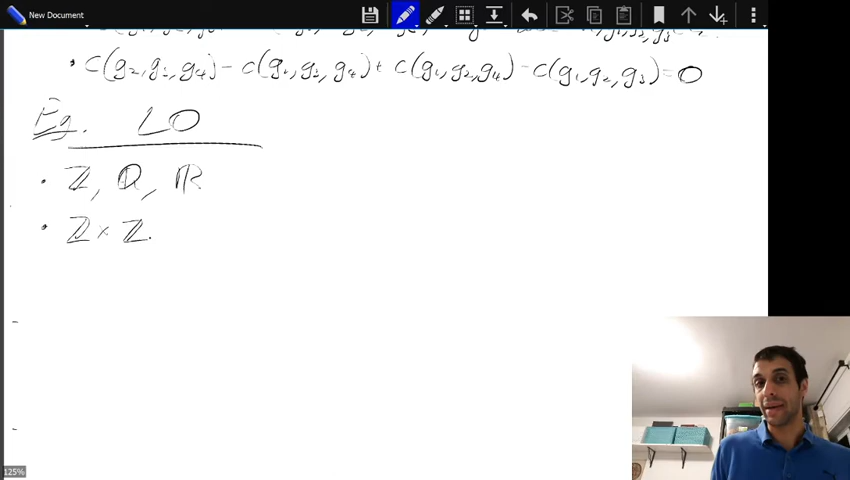 New Document
• C(g₂,g₃,g₄) - C(g₁,g₃,g₄) + C(g₁,g₂,g₄) - C(g₁,g₂,g₃) = 0
Eg. LO
• ℤ, ℚ, ℝ
• ℤ × ℤ.
125%